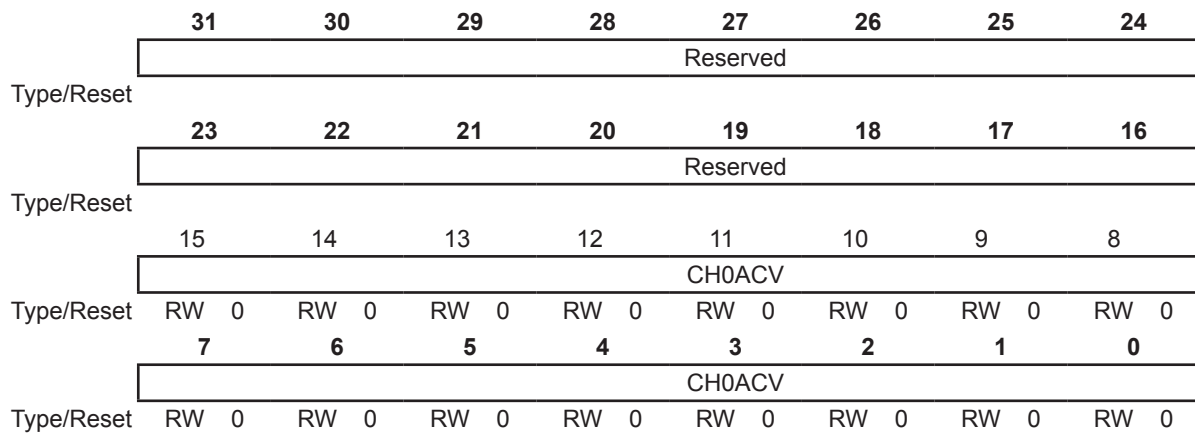 31 30 29 28 27 26 25 24
Reserved
Type/Reset
23 22 21 20 19 18 17 16
Reserved
Type/Reset
15 14 13 12 11 10 9 8
CH0ACV
Type/Reset RW 0 RW 0 RW 0 RW 0 RW 0 RW 0 RW 0 RW 0
7 6 5 4 3 2 1 0
CH0ACV
Type/Reset RW 0 RW 0 RW 0 RW 0 RW 0 RW 0 RW 0 RW 0